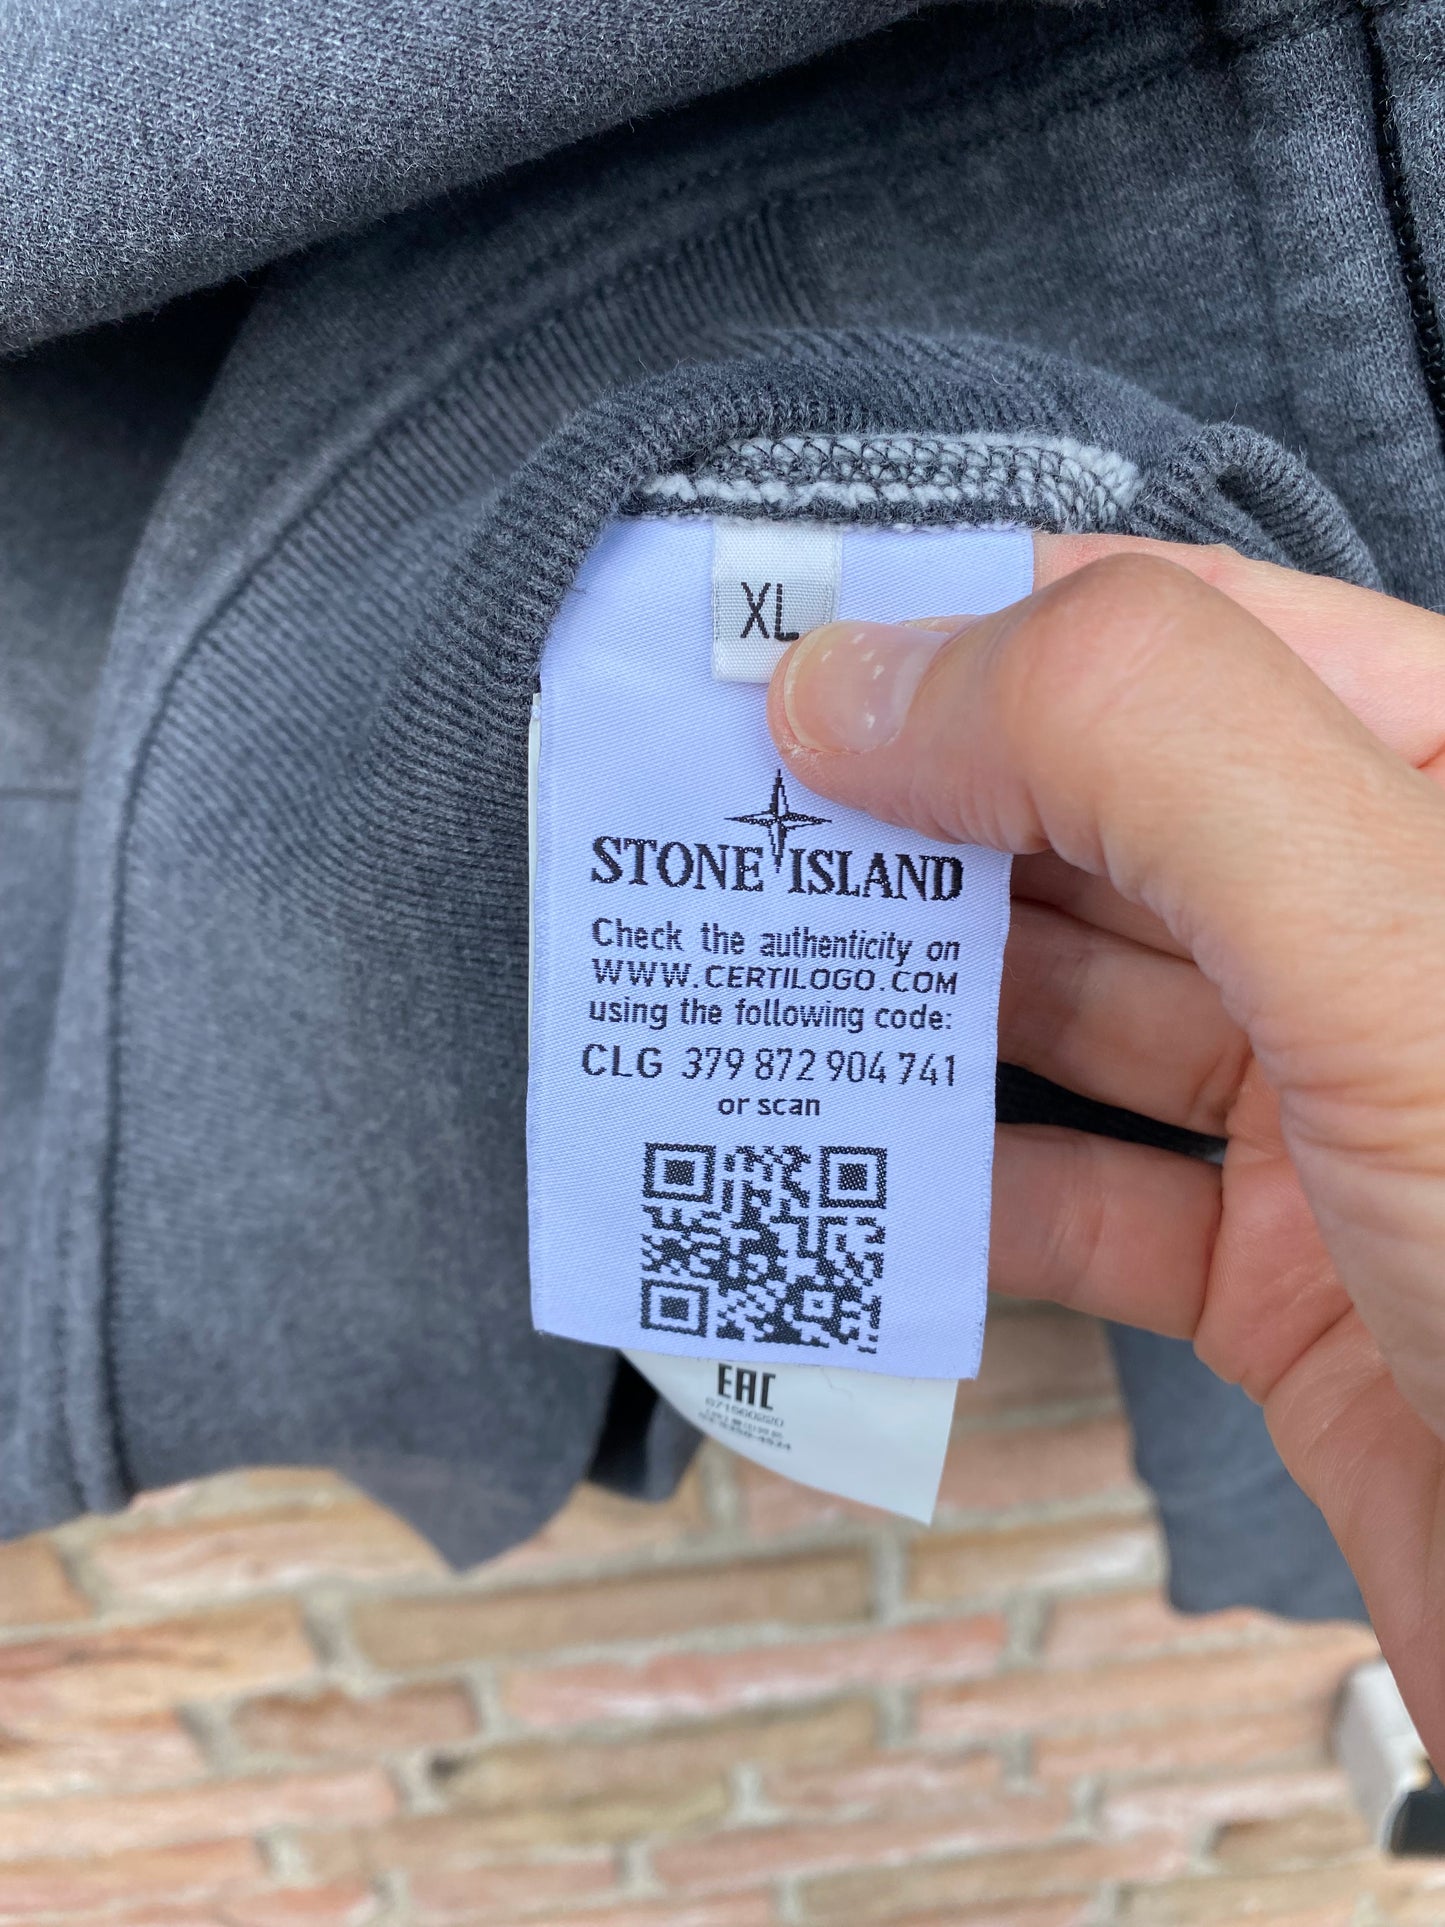 XL
STONE ISLAND
Check the authenticity on
WWW.CERTILOGO.COM
using the following code:
CLG 379 872 904 741
or scan
EAC